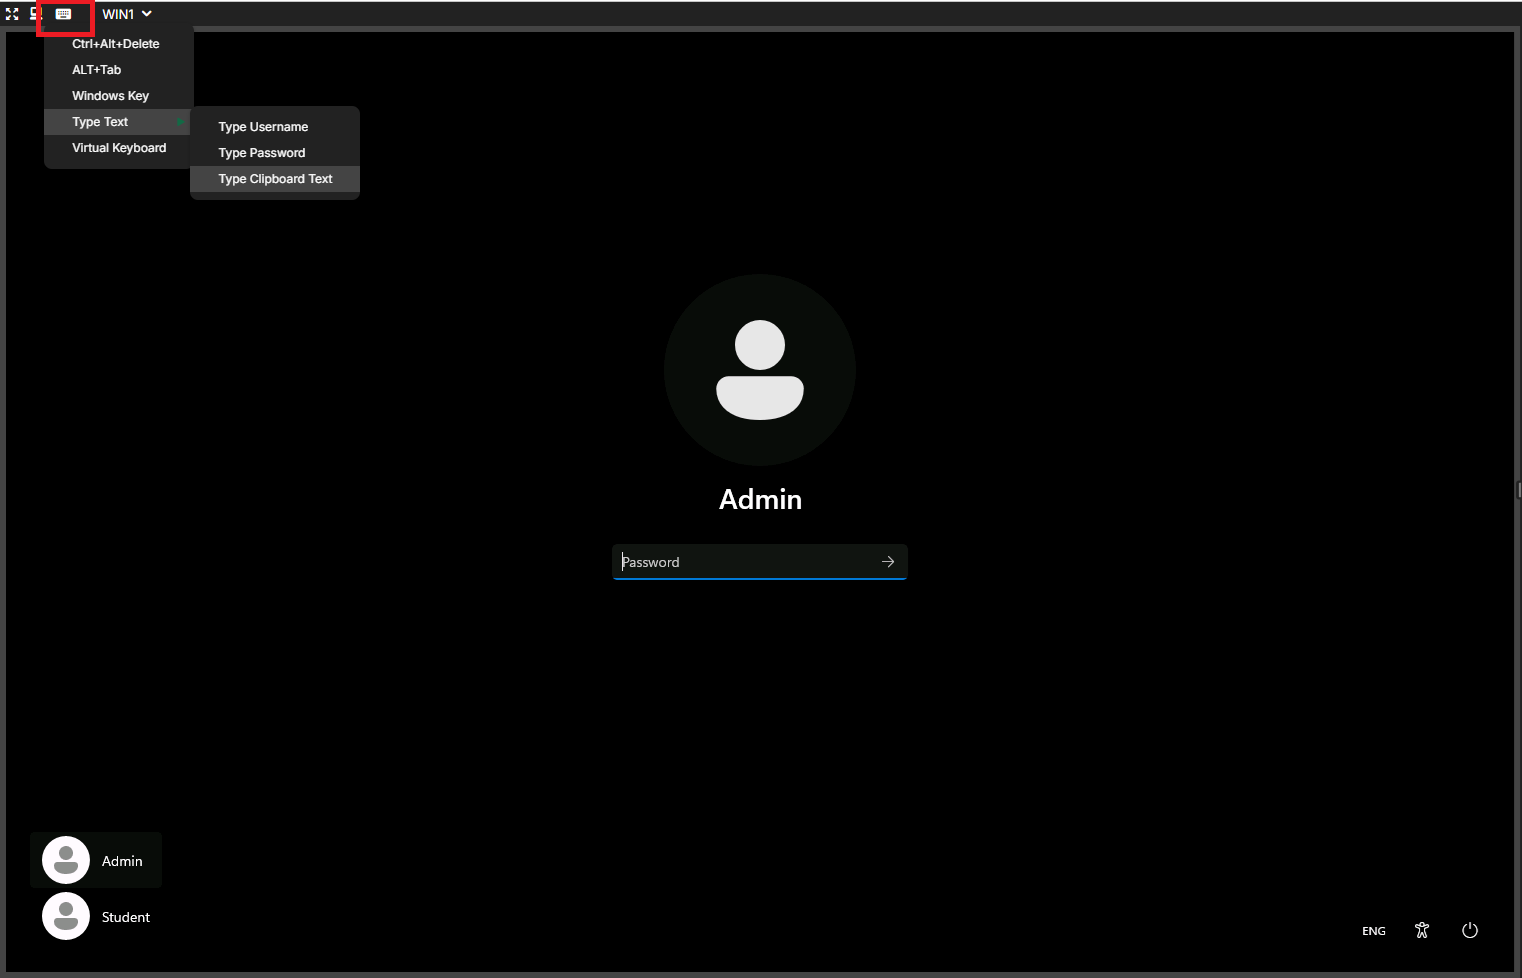 WIN1
Ctrl+Alt+Delete
ALT+Tab
Windows Key
Type Text
Virtual Keyboard
Type Username
Type Password
Type Clipboard Text
Admin
Password
Admin
Student
ENG